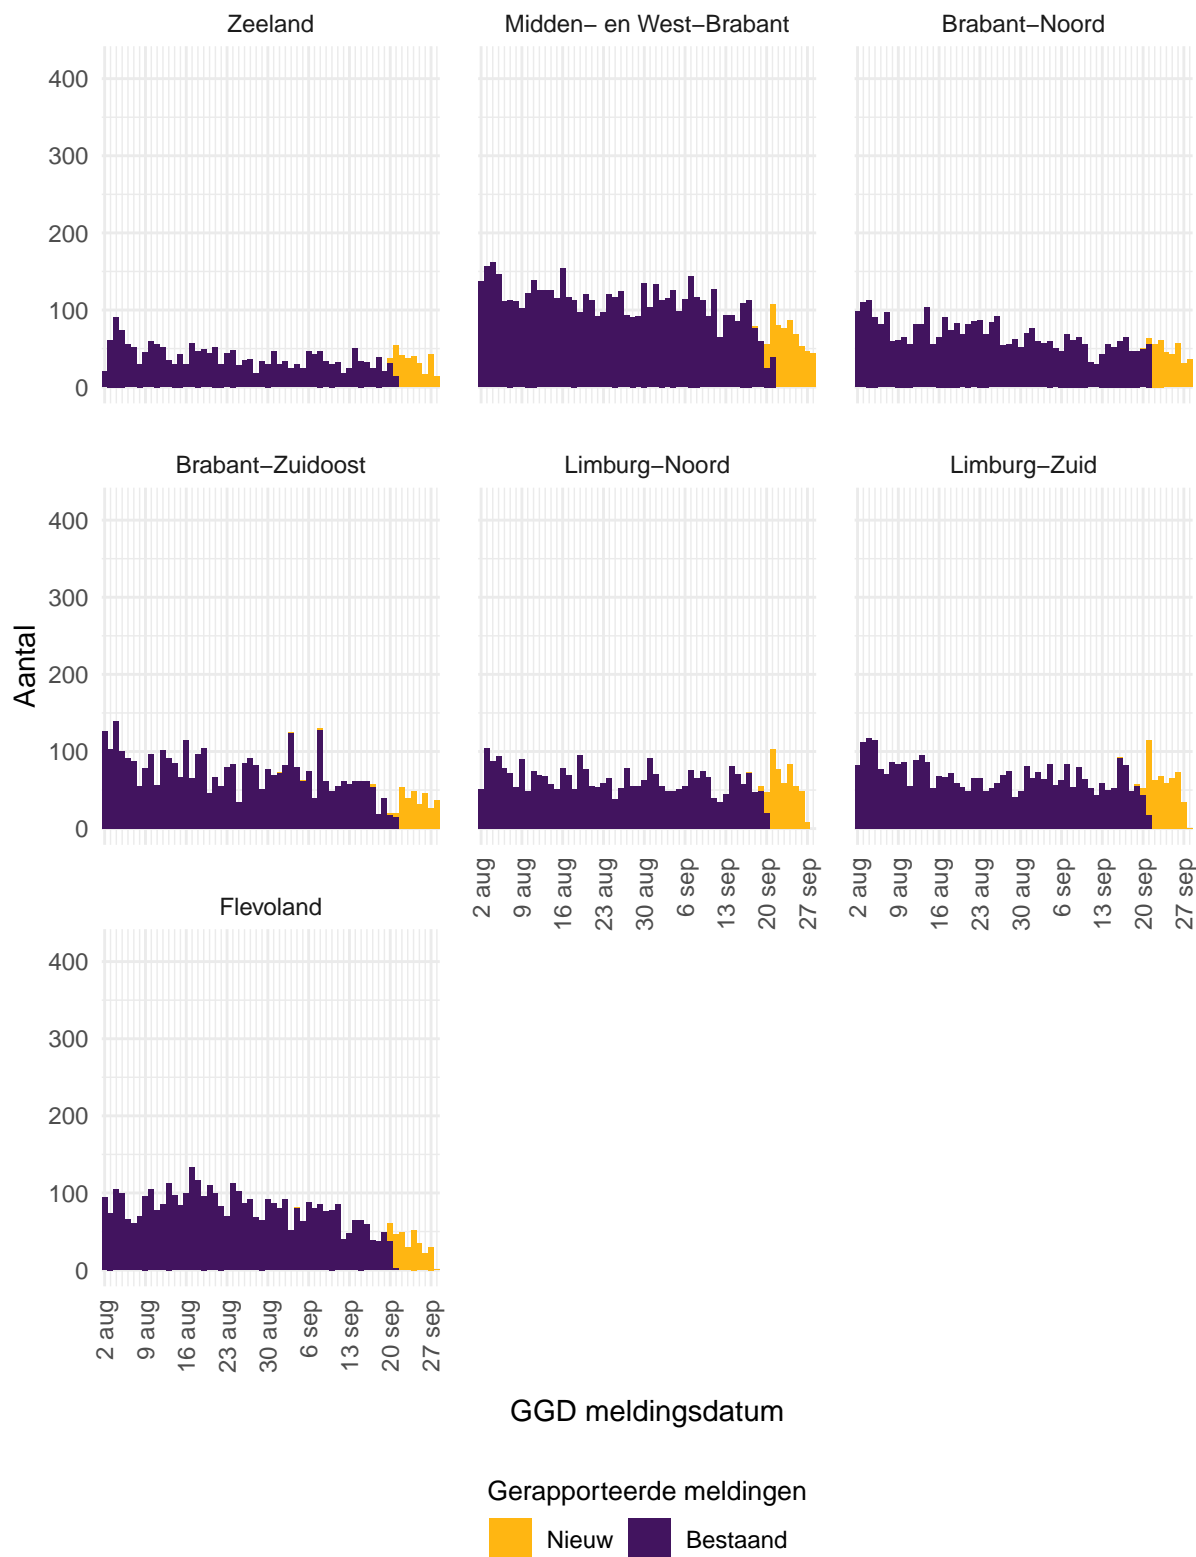 Zeeland
Midden− en West−Brabant
Brabant−Noord
400
300
200
100
0
Brabant−Zuidoost
Limburg−Noord
Limburg−Zuid
400
300
200
100
0
2 aug
9 aug
16 aug
23 aug
30 aug
6 sep
13 sep
20 sep
27 sep
2 aug
9 aug
16 aug
23 aug
30 aug
6 sep
13 sep
20 sep
27 sep
Flevoland
400
300
200
100
0
2 aug
9 aug
16 aug
23 aug
30 aug
6 sep
13 sep
20 sep
27 sep
Aantal
GGD meldingsdatum
Gerapporteerde meldingen
Nieuw
Bestaand